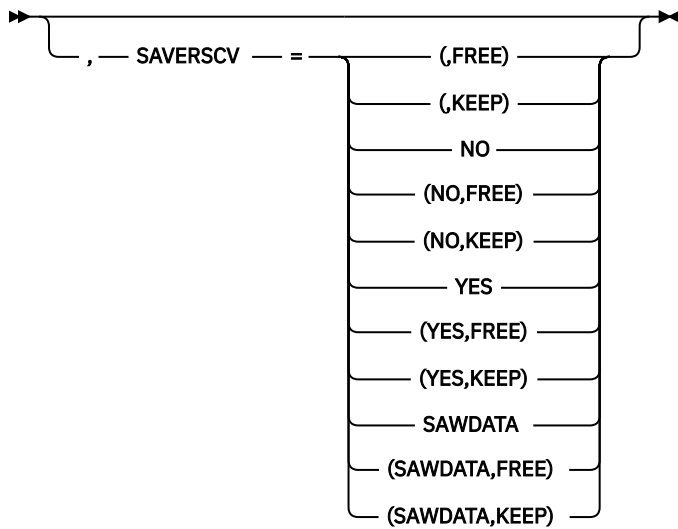 , SAVERSCV = (,FREE)
(,KEEP)
NO
(NO,FREE)
(NO,KEEP)
YES
(YES,FREE)
(YES,KEEP)
SAWDATA
(SAWDATA,FREE)
(SAWDATA,KEEP)